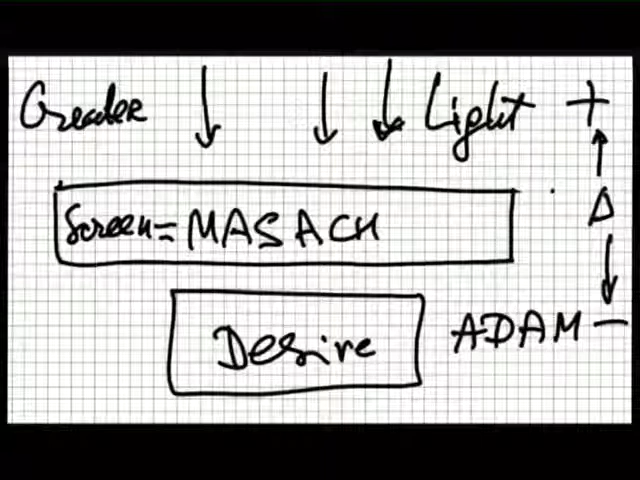 Creator Light +
Δ
Screen = MASACH
ADAM –
Desire